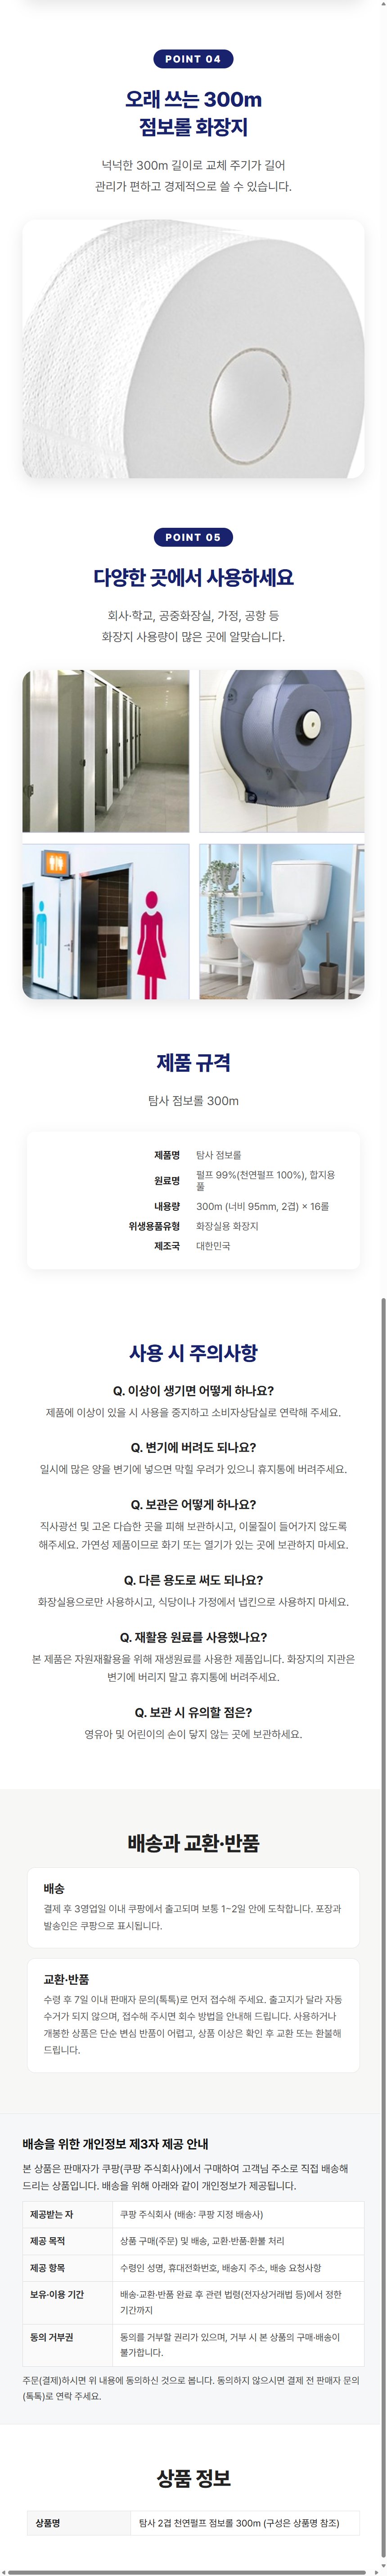 POINT 04
오래 쓰는 300m
점보롤 화장지
넉넉한 300m 길이로 교체 주기가 길어
관리가 편하고 경제적으로 쓸 수 있습니다.
POINT 05
다양한 곳에서 사용하세요
회사·학교, 공중화장실, 가정, 공항 등
화장지 사용량이 많은 곳에 알맞습니다.
제품 규격
탐사 점보롤 300m
제품명 탐사 점보롤
원료명 펄프 99%(천연펄프 100%), 합지용
풀
내용량 300m (너비 95mm, 2겹) × 16롤
위생용품유형 화장실용 화장지
제조국 대한민국
사용 시 주의사항
Q. 이상이 생기면 어떻게 하나요?
제품에 이상이 있을 시 사용을 중지하고 소비자상담실로 연락해 주세요.
Q. 변기에 버려도 되나요?
일시에 많은 양을 변기에 넣으면 막힐 우려가 있으니 휴지통에 버려주세요.
Q. 보관은 어떻게 하나요?
직사광선 및 고온 다습한 곳을 피해 보관하시고, 이물질이 들어가지 않도록
해주세요. 가연성 제품이므로 화기 또는 열기가 있는 곳에 보관하지 마세요.
Q. 다른 용도로 써도 되나요?
화장실용으로만 사용하시고, 식당이나 가정에서 냅킨으로 사용하지 마세요.
Q. 재활용 원료를 사용했나요?
본 제품은 자원재활용을 위해 재생원료를 사용한 제품입니다. 화장지의 지관은
변기에 버리지 말고 휴지통에 버려주세요.
Q. 보관 시 유의할 점은?
영유아 및 어린이의 손이 닿지 않는 곳에 보관하세요.
배송과 교환·반품
배송
결제 후 3영업일 이내 쿠팡에서 출고되며 보통 1~2일 안에 도착합니다. 포장과
발송인은 쿠팡으로 표시됩니다.
교환·반품
수령 후 7일 이내 판매자 문의(톡톡)로 먼저 접수해 주세요. 출고지가 달라 자동
수거가 되지 않으며, 접수해 주시면 회수 방법을 안내해 드립니다. 사용하거나
개봉한 상품은 단순 변심 반품이 어렵고, 상품 이상은 확인 후 교환 또는 환불해
드립니다.
배송을 위한 개인정보 제3자 제공 안내
본 상품은 판매자가 쿠팡(쿠팡 주식회사)에서 구매하여 고객님 주소로 직접 배송해
드리는 상품입니다. 배송을 위해 아래와 같이 개인정보가 제공됩니다.
제공받는 자 쿠팡 주식회사 (배송: 쿠팡 지정 배송사)
제공 목적 상품 구매(주문) 및 배송, 교환·반품·환불 처리
제공 항목 수령인 성명, 휴대전화번호, 배송지 주소, 배송 요청사항
보유·이용 기간 배송·교환·반품 완료 후 관련 법령(전자상거래법 등)에서 정한
기간까지
동의 거부권 동의를 거부할 권리가 있으며, 거부 시 본 상품의 구매·배송이
불가합니다.
주문(결제)하시면 위 내용에 동의하신 것으로 봅니다. 동의하지 않으시면 결제 전 판매자 문의
(톡톡)로 연락 주세요.
상품 정보
상품명 탐사 2겹 천연펄프 점보롤 300m (구성은 상품명 참조)